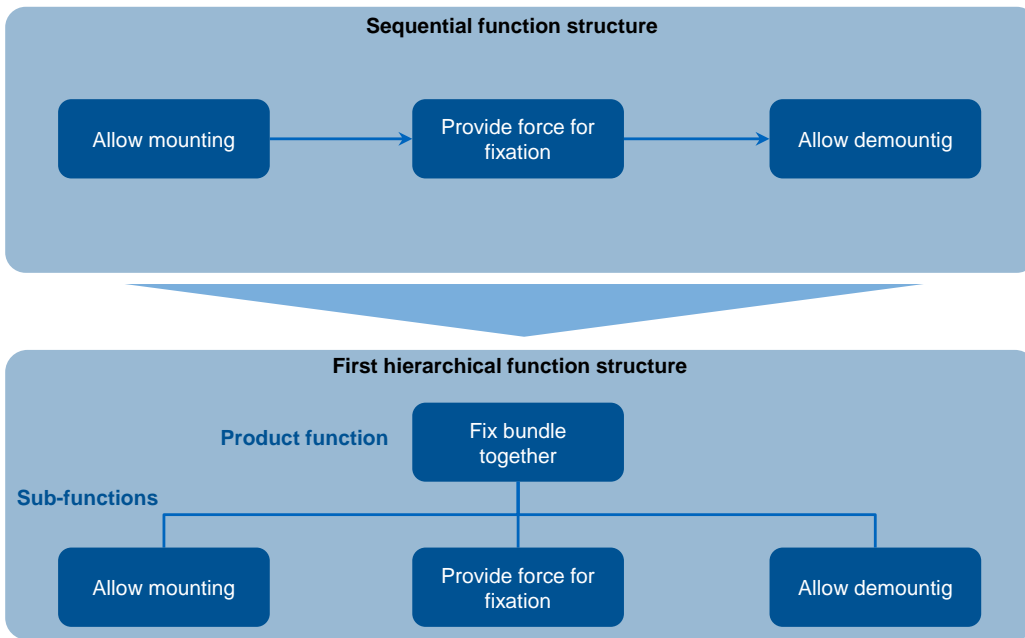 Sequential function structure
Allow mounting
Provide force for
fixation
Allow demountig
First hierarchical function structure
Product function
Fix bundle
together
Sub-functions
Allow mounting
Provide force for
fixation
Allow demountig